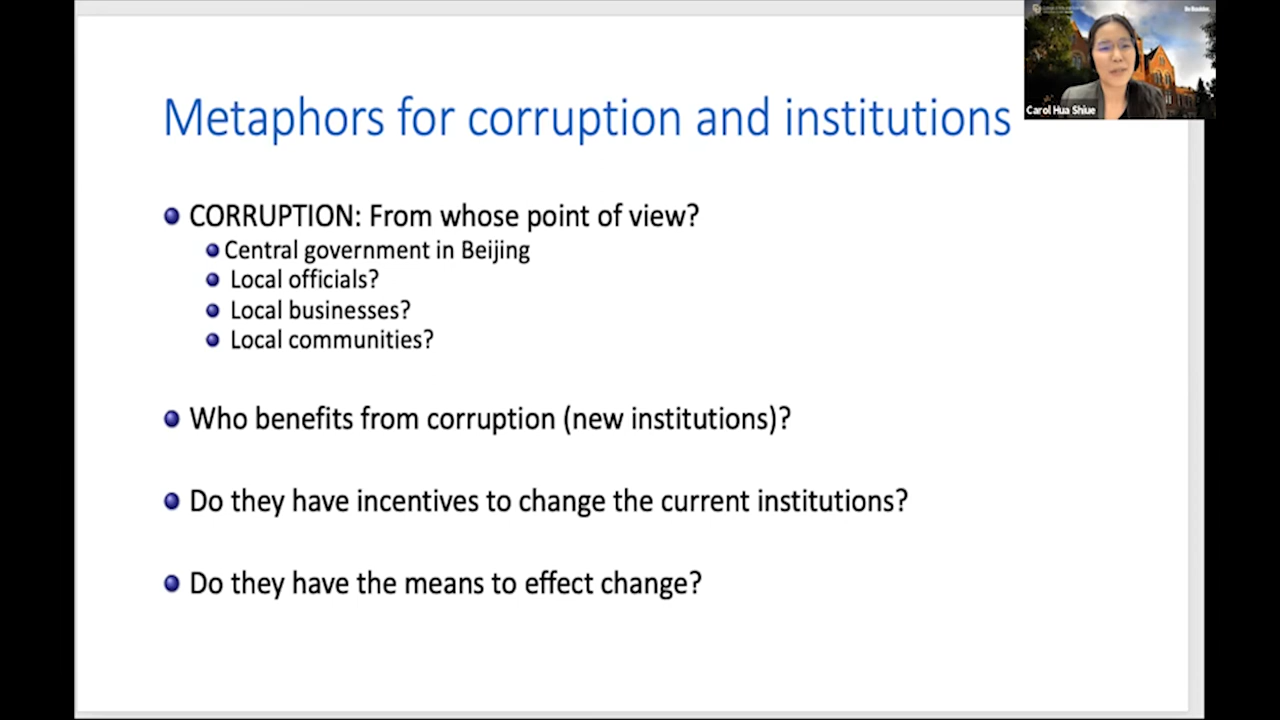 Metaphors for corruption and institutions
Be Boulder.
Carol Hua Shiue
CORRUPTION: From whose point of view?
Central government in Beijing
Local officials?
Local businesses?
Local communities?
Who benefits from corruption (new institutions)?
Do they have incentives to change the current institutions?
Do they have the means to effect change?